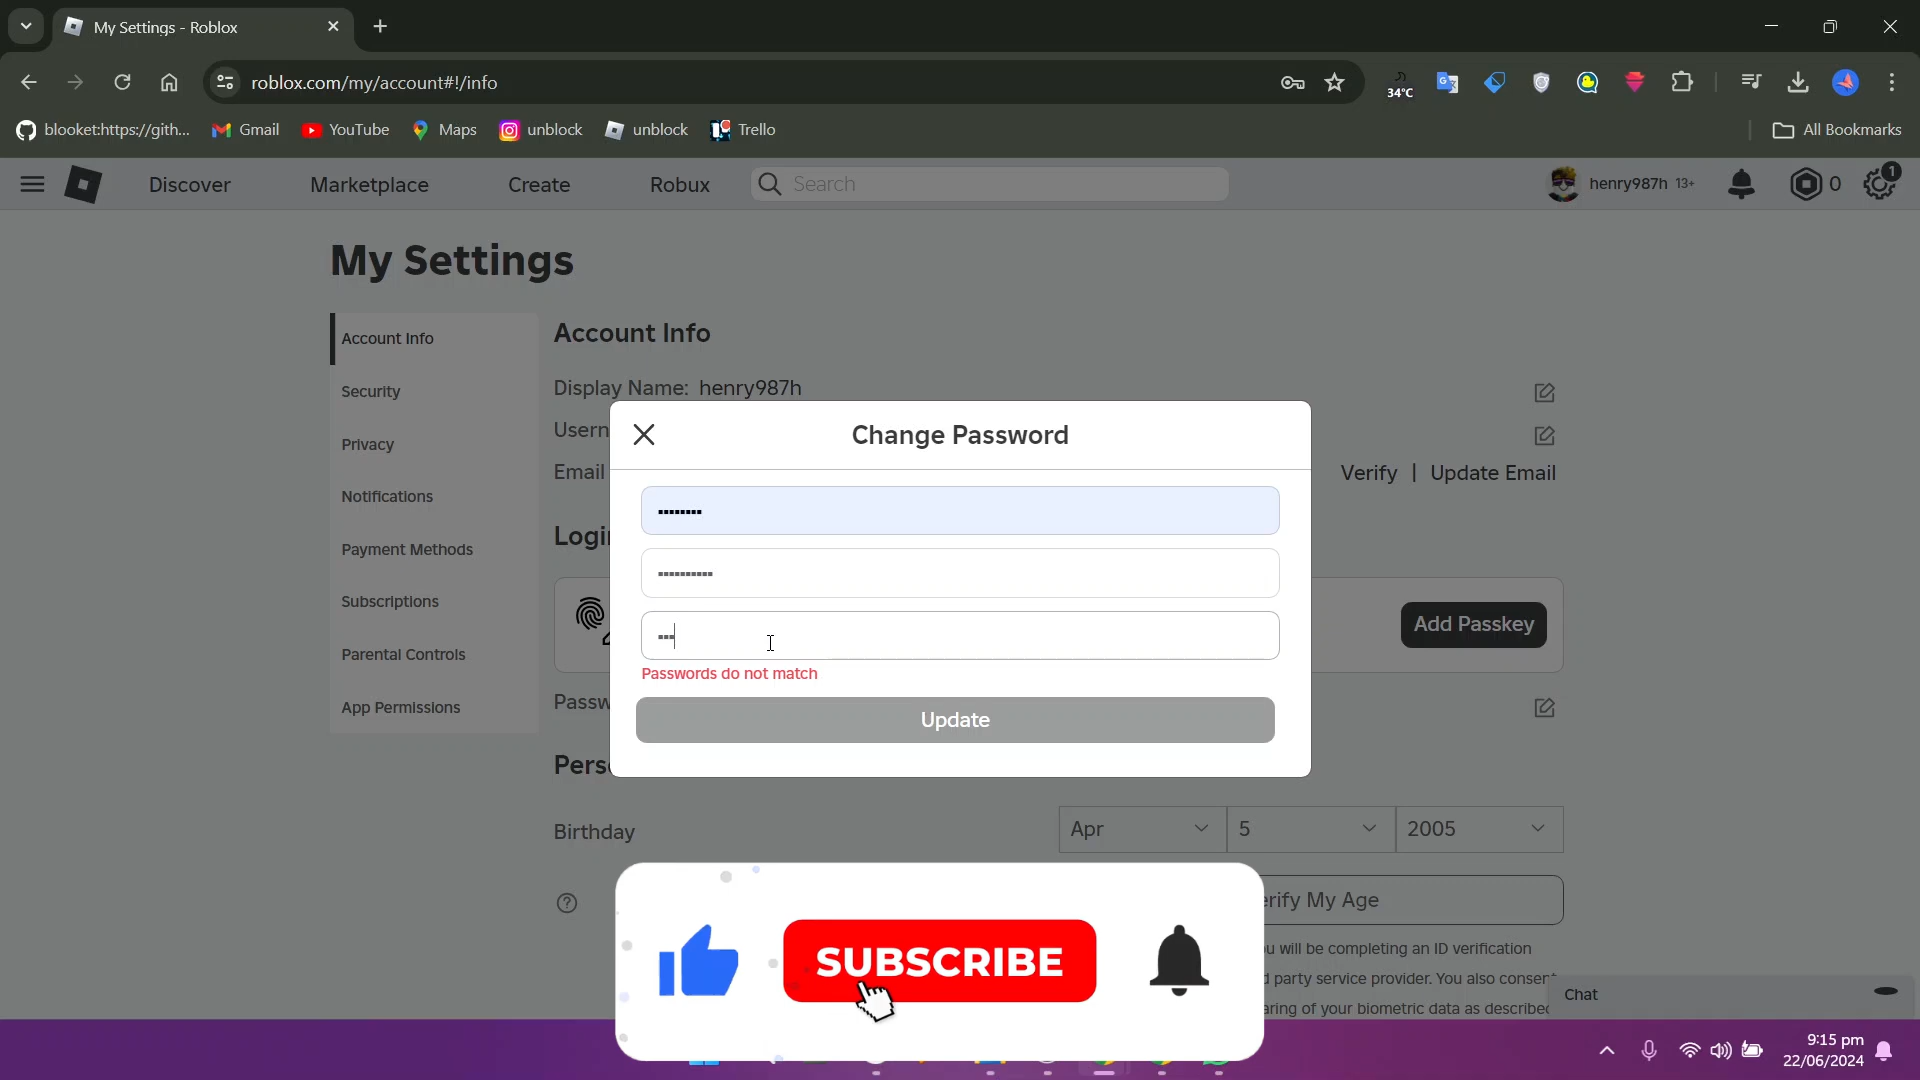 My Settings - Roblox
roblox.com/my/account#!/info
34°C
blooket:https://gith...
Gmail
YouTube
Maps
unblock
unblock
Trello
All Bookmarks
Discover
Marketplace
Create
Robux
Search
henry987h 13+
0
1
My Settings
Account Info
Security
Privacy
Notifications
Payment Methods
Subscriptions
Parental Controls
App Permissions
Account Info
Display Name: henry987h
Usern
Email
Verify | Update Email
Change Password
••••••••
••••••••••
•••
Passwords do not match
Update
Logi
Add Passkey
Passw
Pers
Birthday
Apr
5
2005
erify My Age
u will be completing an ID verification
d party service provider. You also consent
aring of your biometric data as described
Chat
SUBSCRIBE
9:15 pm
22/06/2024